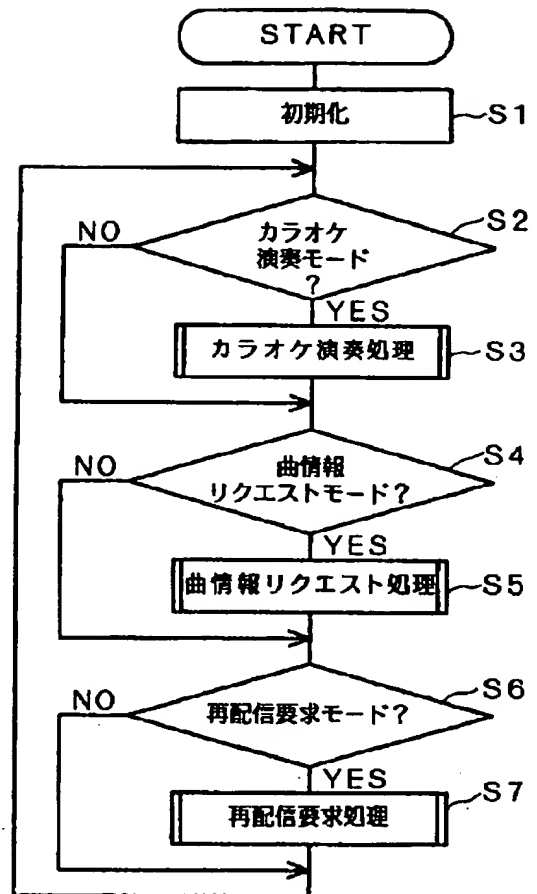 START
初期化
S1
NO
カラオケ
演奏モード
?
S2
YES
カラオケ演奏処理
S3
NO
曲情報
リクエストモード?
S4
YES
曲情報リクエスト処理
S5
NO
再配信要求モード?
S6
YES
再配信要求処理
S7